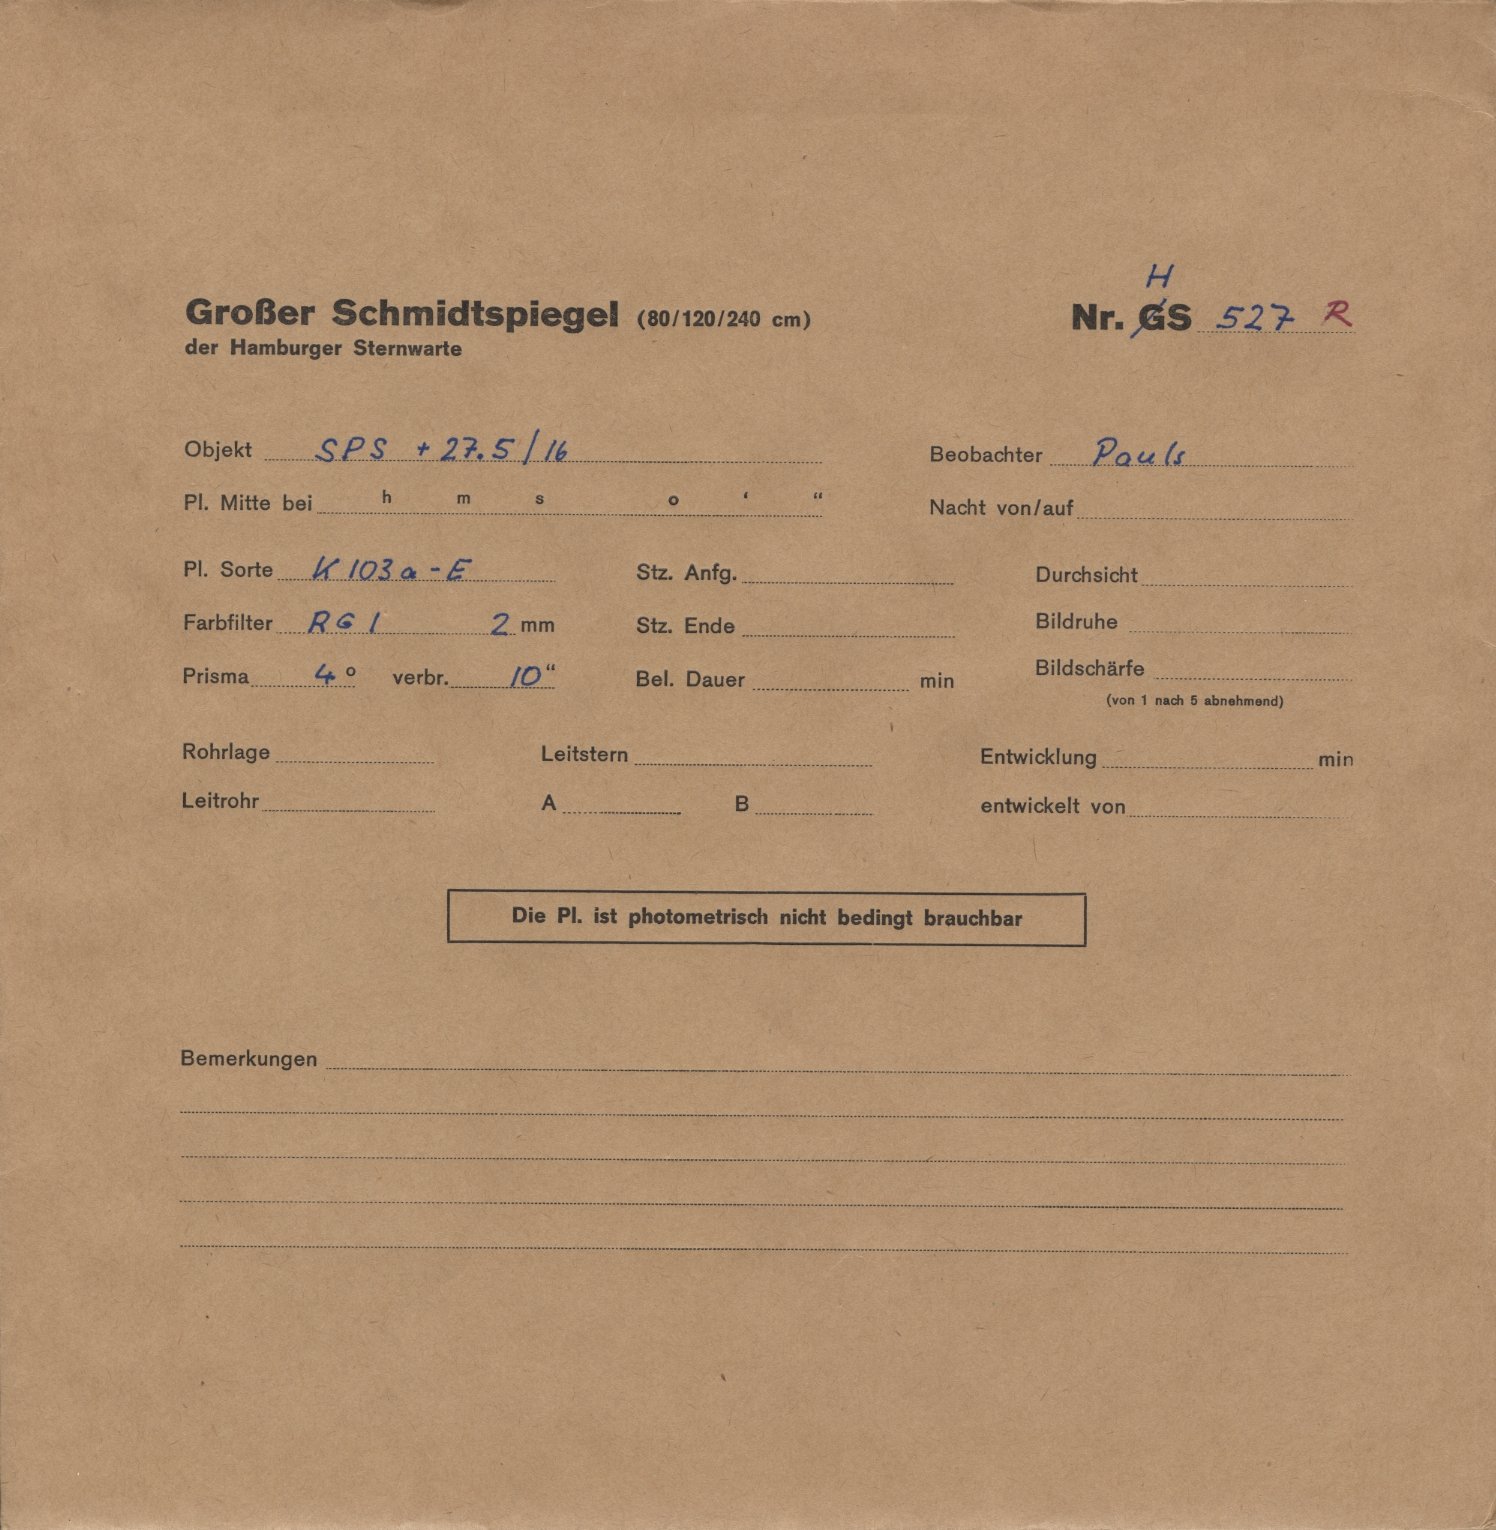 H
Großer Schmidtspiegel (80/120/240 cm) Nr. GS 527 R
der Hamburger Sternwarte
Objekt SPS +27.5/16 Beobachter Pauls
Pl. Mitte bei h m s o ‘ “ Nacht von/auf
Pl. Sorte K 103a-E Stz. Anfg. Durchsicht
Farbfilter RG 1 2 mm Stz. Ende Bildruhe
Prisma 4 o verbr. 10“ Bel. Dauer min Bildschärfe
(von 1 nach 5 abnehmend)
Rohrlage Leitstern Entwicklung min
Leitrohr A B entwickelt von
Die Pl. ist photometrisch nicht bedingt brauchbar
Bemerkungen